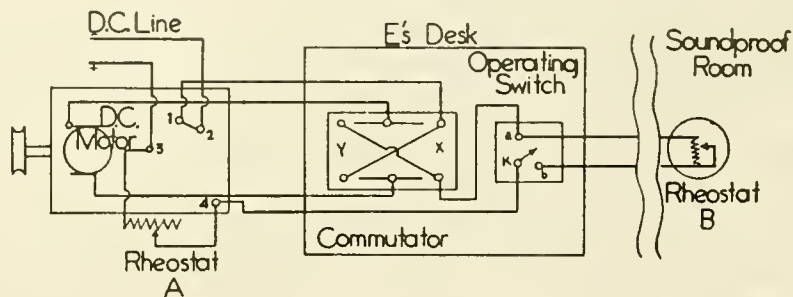 D.C. Line
E's Desk
Operating
Switch
Soundproof
Room
D.C.
Motor
1
2
3
4
Y
X
a
K
b
Rheostat
A
Commutator
Rheostat
B